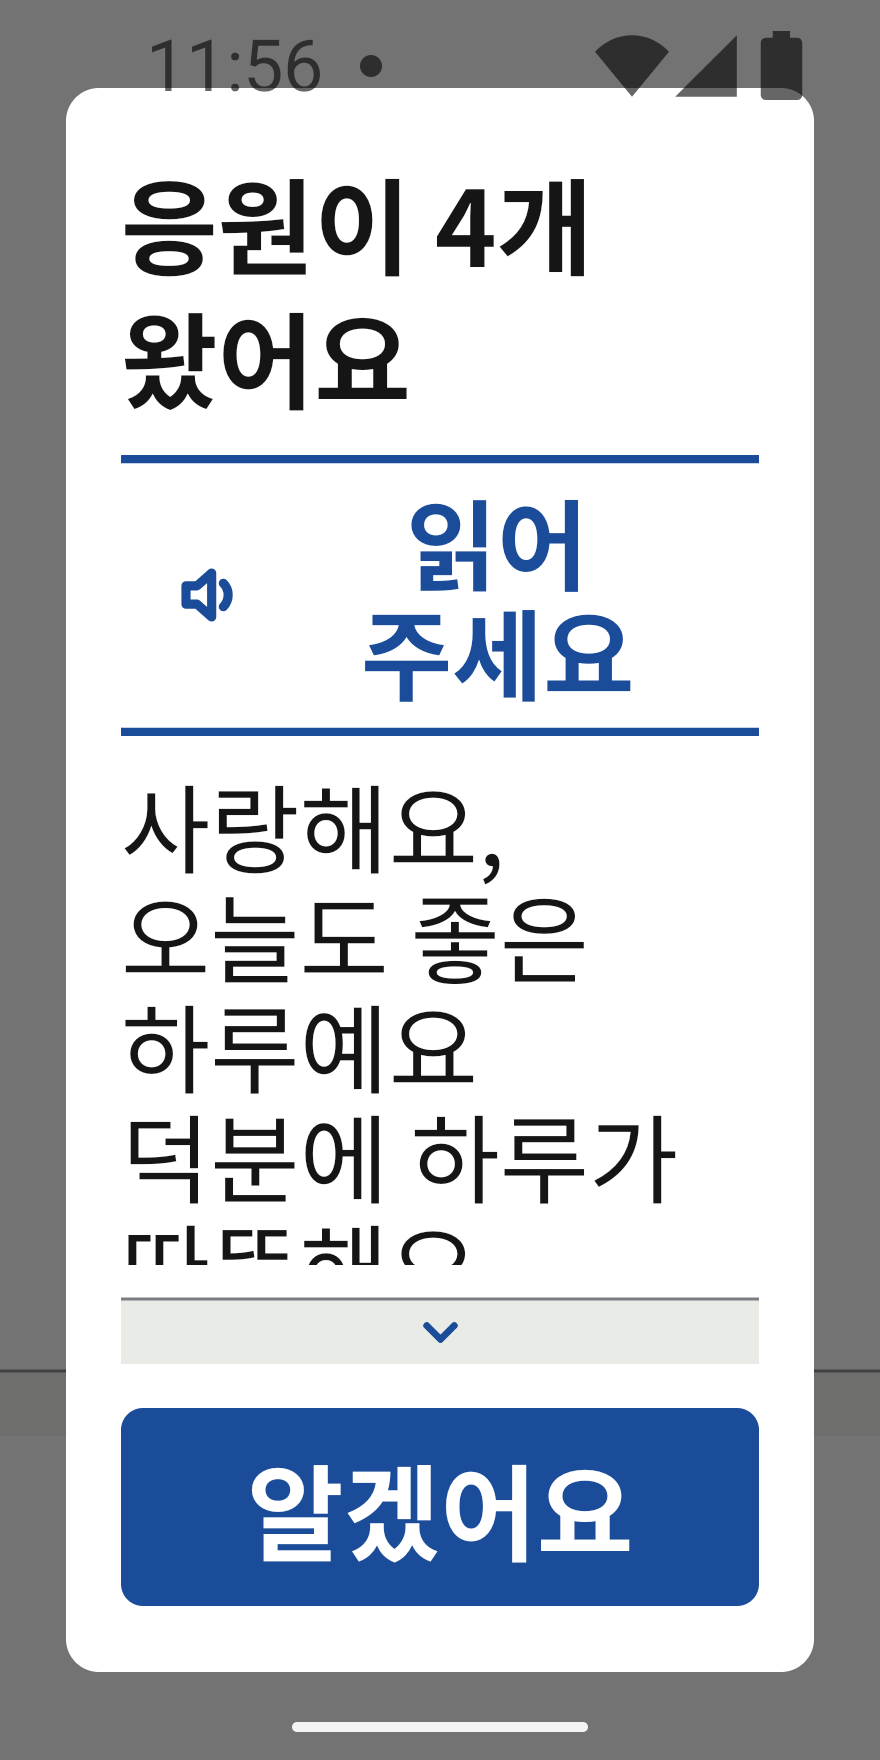 11:56
응원이 4개
왔어요
읽어
주세요
사랑해요,
오늘도 좋은
하루예요
덕분에 하루가
알겠어요